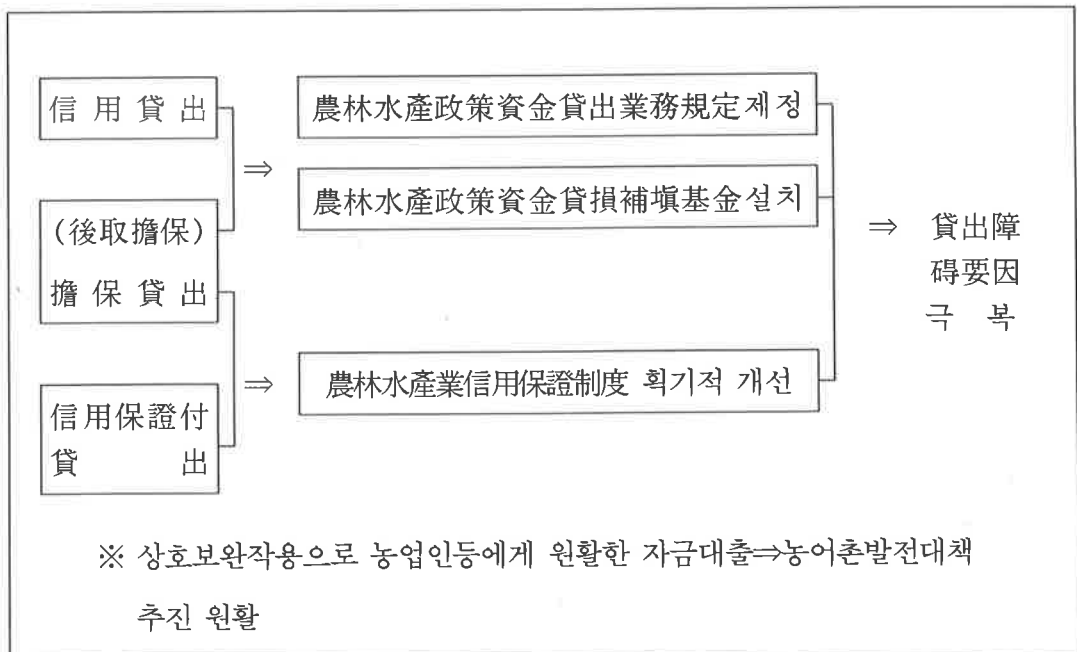 信用貸出
(後取擔保)
擔保貸出
信用保證付
貸 出
⇒
⇒
農林水產政策資金貸出業務規定제정
農林水產政策資金貸損補塡基金설치
農林水產業信用保證制度 획기적 개선
⇒ 貸出障
碍要因
극 복
※ 상호보완작용으로 농업인등에게 원활한 자금대출⇒농어촌발전대책
추진 원활